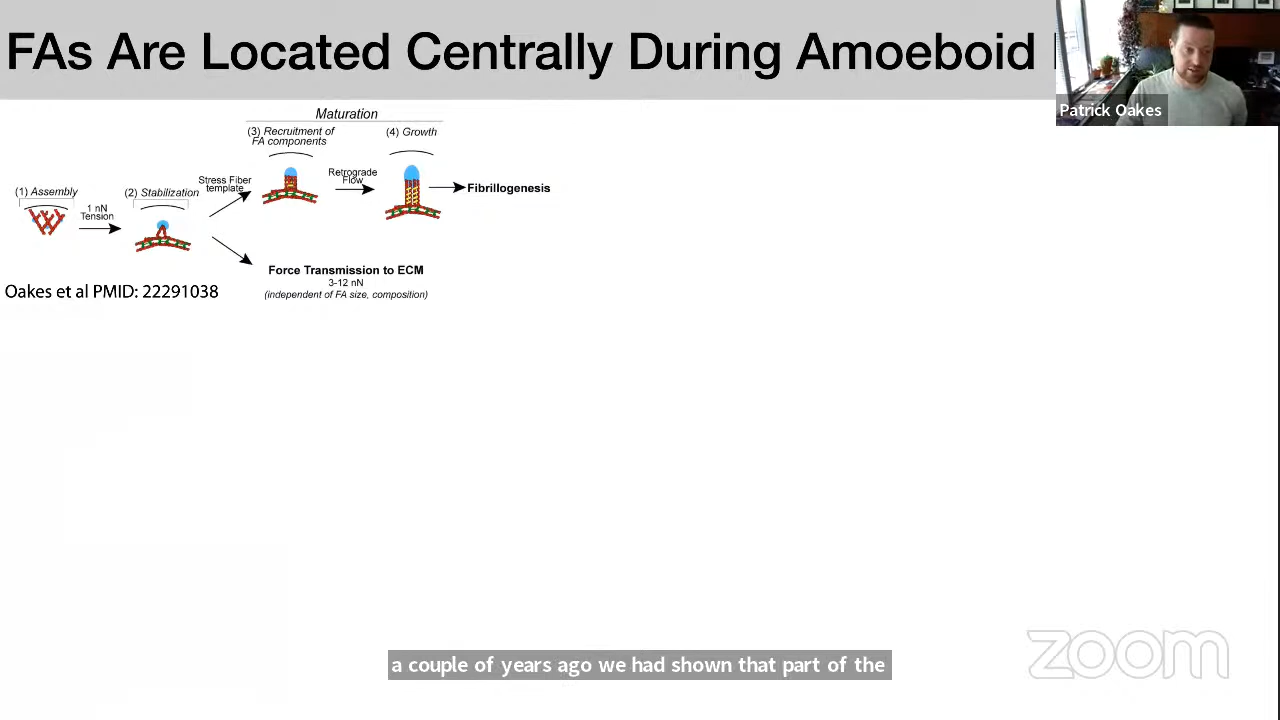 FAs Are Located Centrally During Amoeboid
Patrick Oakes
Maturation
(3) Recruitment of
FA components
(4) Growth
(1) Assembly
1 nN
Tension
(2) Stabilization
Stress Fiber
template
Retrograde
Flow
Fibrillogenesis
Force Transmission to ECM
3-12 nN
(independent of FA size, composition)
Oakes et al PMID: 22291038
zoom
a couple of years ago we had shown that part of the